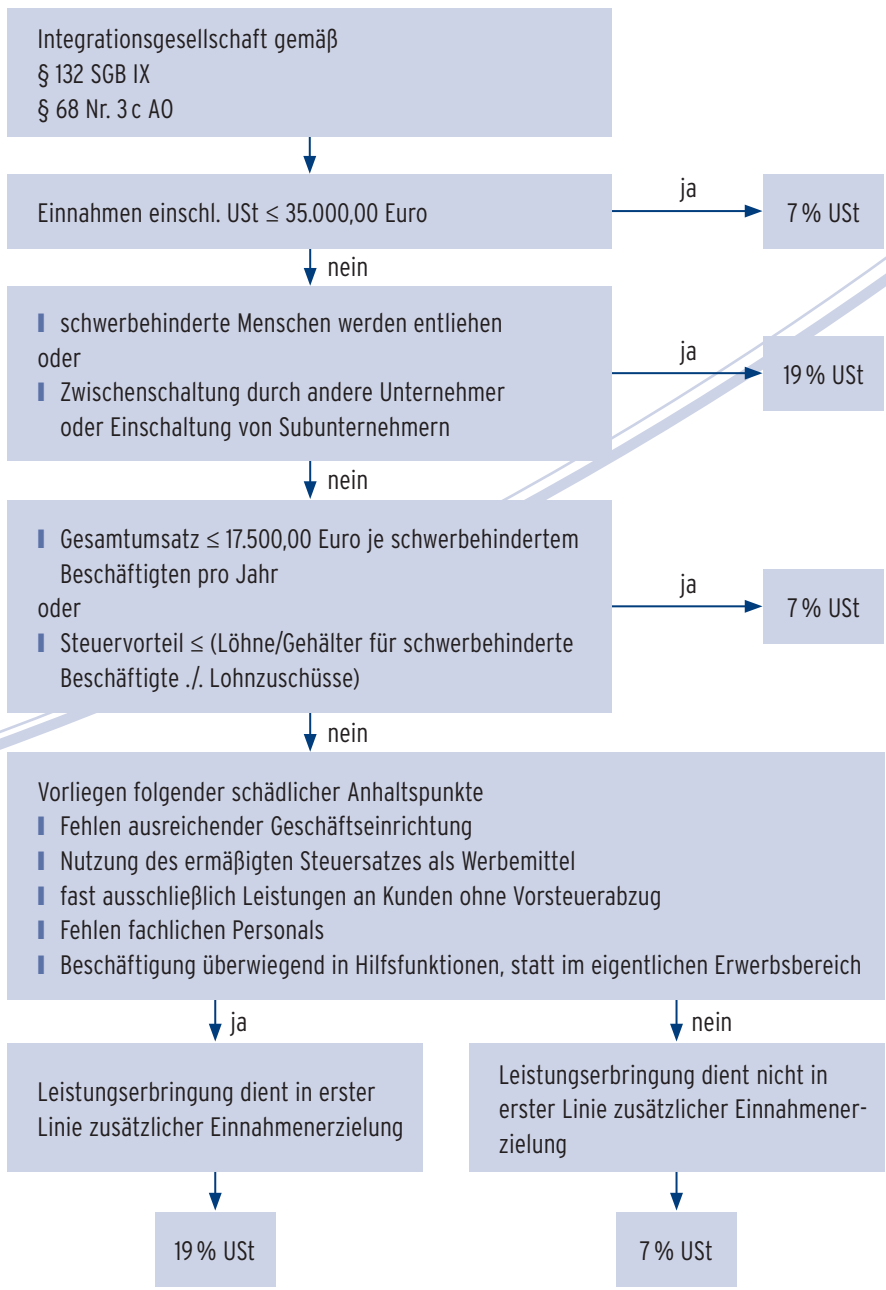 Integrationsgesellschaft gemäß
§ 132 SGB IX
§ 68 Nr. 3 c AO
Einnahmen einschl. USt ≤ 35.000,00 Euro
ja
7 % USt
nein
schwerbehinderte Menschen werden entliehen
oder
Zwischenschaltung durch andere Unternehmer
oder Einschaltung von Subunternehmern
ja
19 % USt
nein
Gesamtumsatz ≤ 17.500,00 Euro je schwerbehindertem
Beschäftigten pro Jahr
oder
Steuervorteil ≤ (Löhne/Gehälter für schwerbehinderte
Beschäftigte ./. Lohnzuschüsse)
ja
7 % USt
nein
Vorliegen folgender schädlicher Anhaltspunkte
Fehlen ausreichender Geschäftseinrichtung
Nutzung des ermäßigten Steuersatzes als Werbemittel
fast ausschließlich Leistungen an Kunden ohne Vorsteuerabzug
Fehlen fachlichen Personals
Beschäftigung überwiegend in Hilfsfunktionen, statt im eigentlichen Erwerbsbereich
ja
nein
Leistungserbringung dient in erster
Linie zusätzlicher Einnahmenerzielung
Leistungserbringung dient nicht in
erster Linie zusätzlicher Einnahmener-
zielung
19 % USt
7 % USt